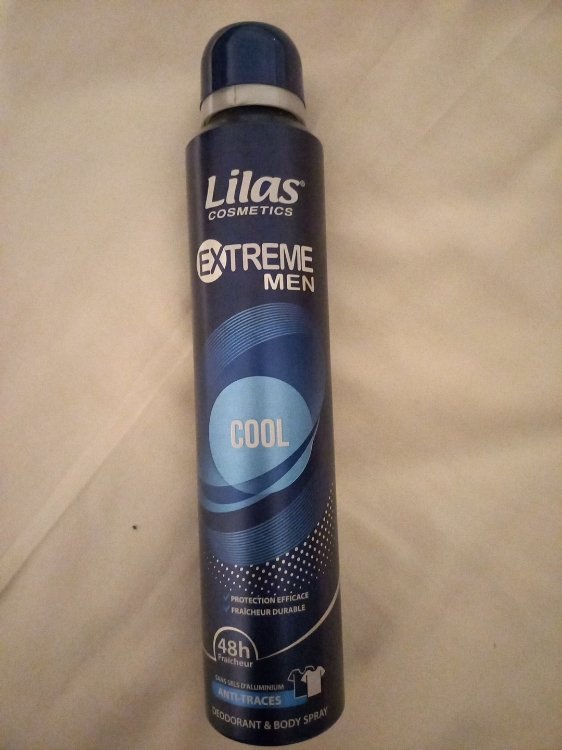 Lilas®
COSMETICS
EXTREME
MEN
COOL
PROTECTION EFFICACE
FRAÎCHEUR DURABLE
48h
Fraîcheur
SANS SELS D'ALUMINIUM
ANTI-TRACES
DEODORANT & BODY SPRAY